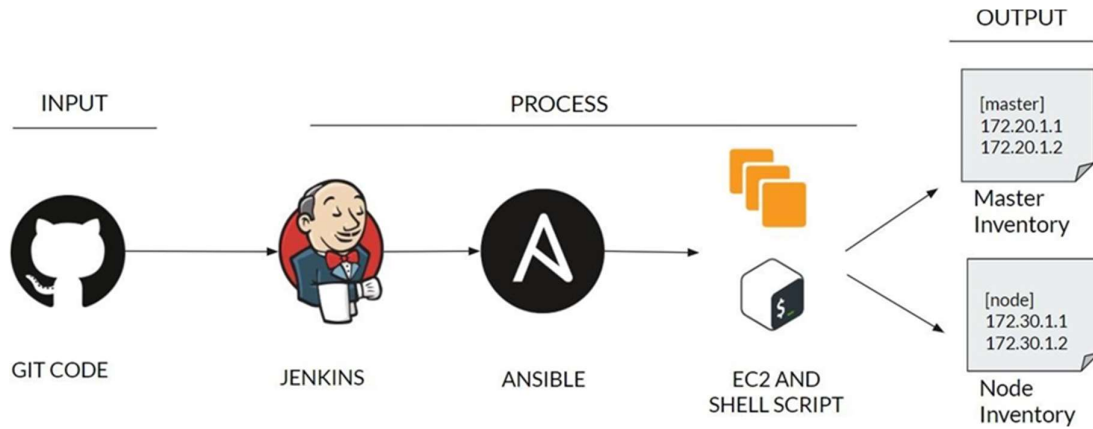 OUTPUT
INPUT
PROCESS
[master]
172.20.1.1
172.20.1.2
Master
Inventory
$_
[node]
172.30.1.1
172.30.1.2
Node
Inventory
GIT CODE
JENKINS
ANSIBLE
EC2 AND
SHELL SCRIPT